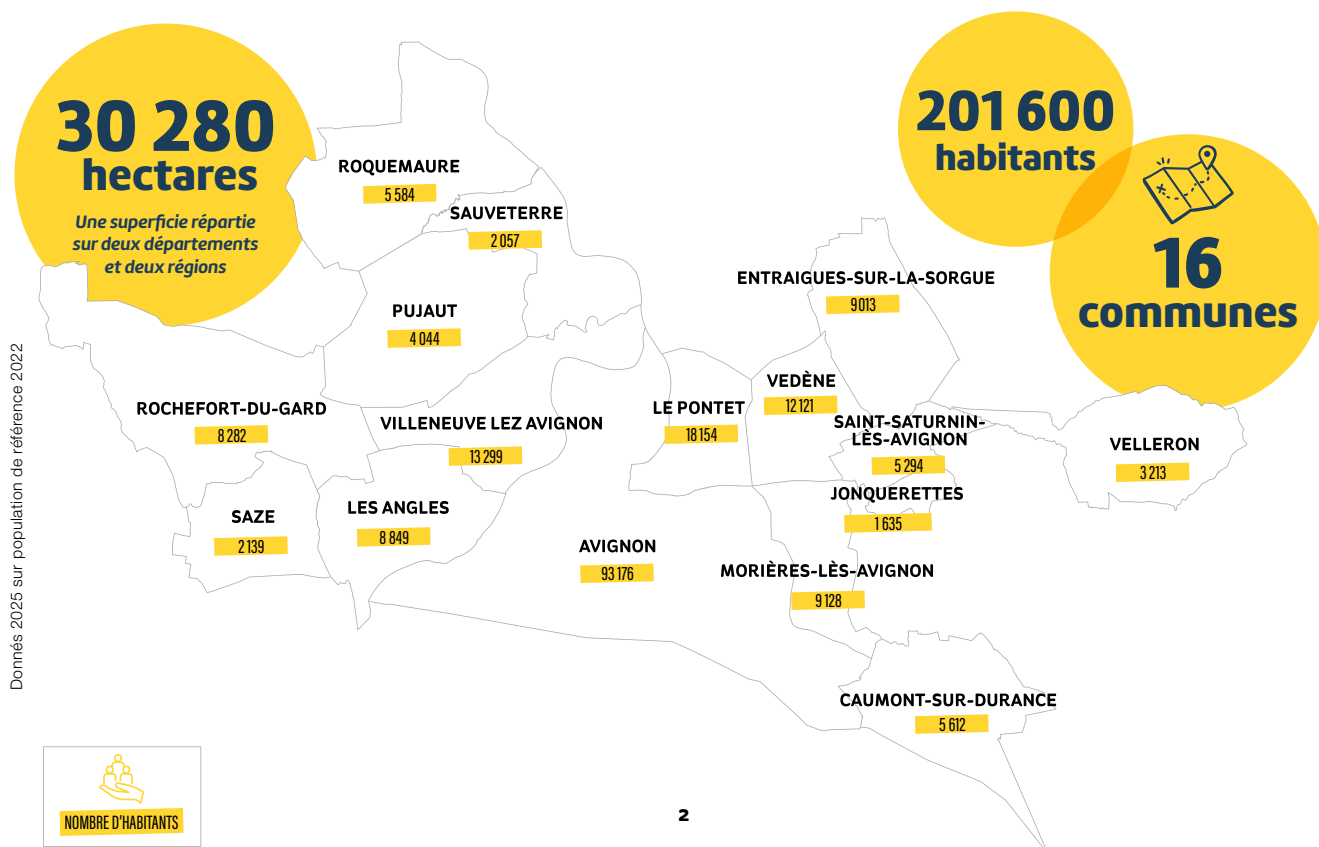 30 280
hectares
Une superficie répartie
sur deux départements
et deux régions
201 600
habitants
16
communes
ROQUEMAURE
5 584
SAUVETERRE
2 057
PUJAUT
4 044
ENTRAIGUES-SUR-LA-SORGUE
9 013
ROCHEFORT-DU-GARD
8 282
VILLENEUVE LEZ AVIGNON
13 299
LE PONTET
18 154
VEDÈNE
12 121
SAINT-SATURNIN-
LÈS-AVIGNON
5 294
VELLERON
3 213
JONQUERETTES
1 635
SAZE
2 139
LES ANGLES
8 849
AVIGNON
93 176
MORIÈRES-LÈS-AVIGNON
9 128
CAUMONT-SUR-DURANCE
5 612
Donnés 2025 sur population de référence 2022
NOMBRE D'HABITANTS
2